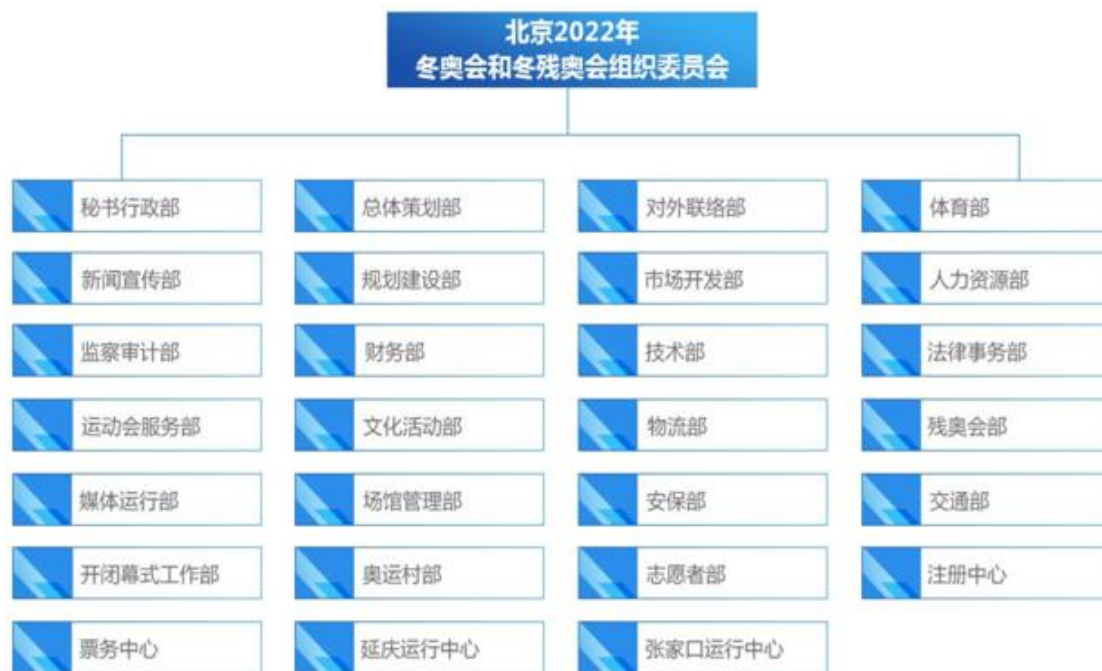 北京2022年
冬奥会和冬残奥会组织委员会
秘书行政部
总体策划部
对外联络部
体育部
新闻宣传部
规划建设部
市场开发部
人力资源部
监察审计部
财务部
技术部
法律事务部
运动会服务部
文化活动部
物流部
残奥会部
媒体运行部
场馆管理部
安保部
交通部
开闭幕式工作部
奥运村部
志愿者部
注册中心
票务中心
延庆运行中心
张家口运行中心